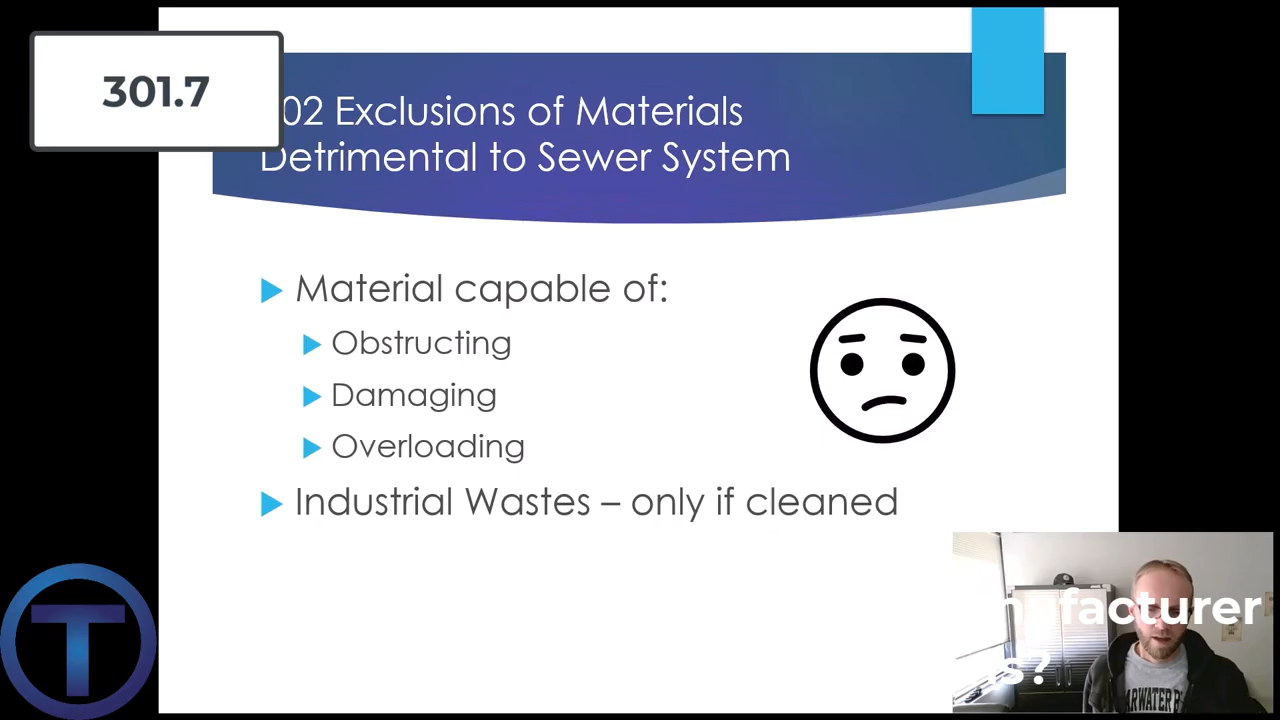 301.7
02 Exclusions of Materials
Detrimental to Sewer System
Material capable of:
Obstructing
Damaging
Overloading
Industrial Wastes – only if cleaned
T